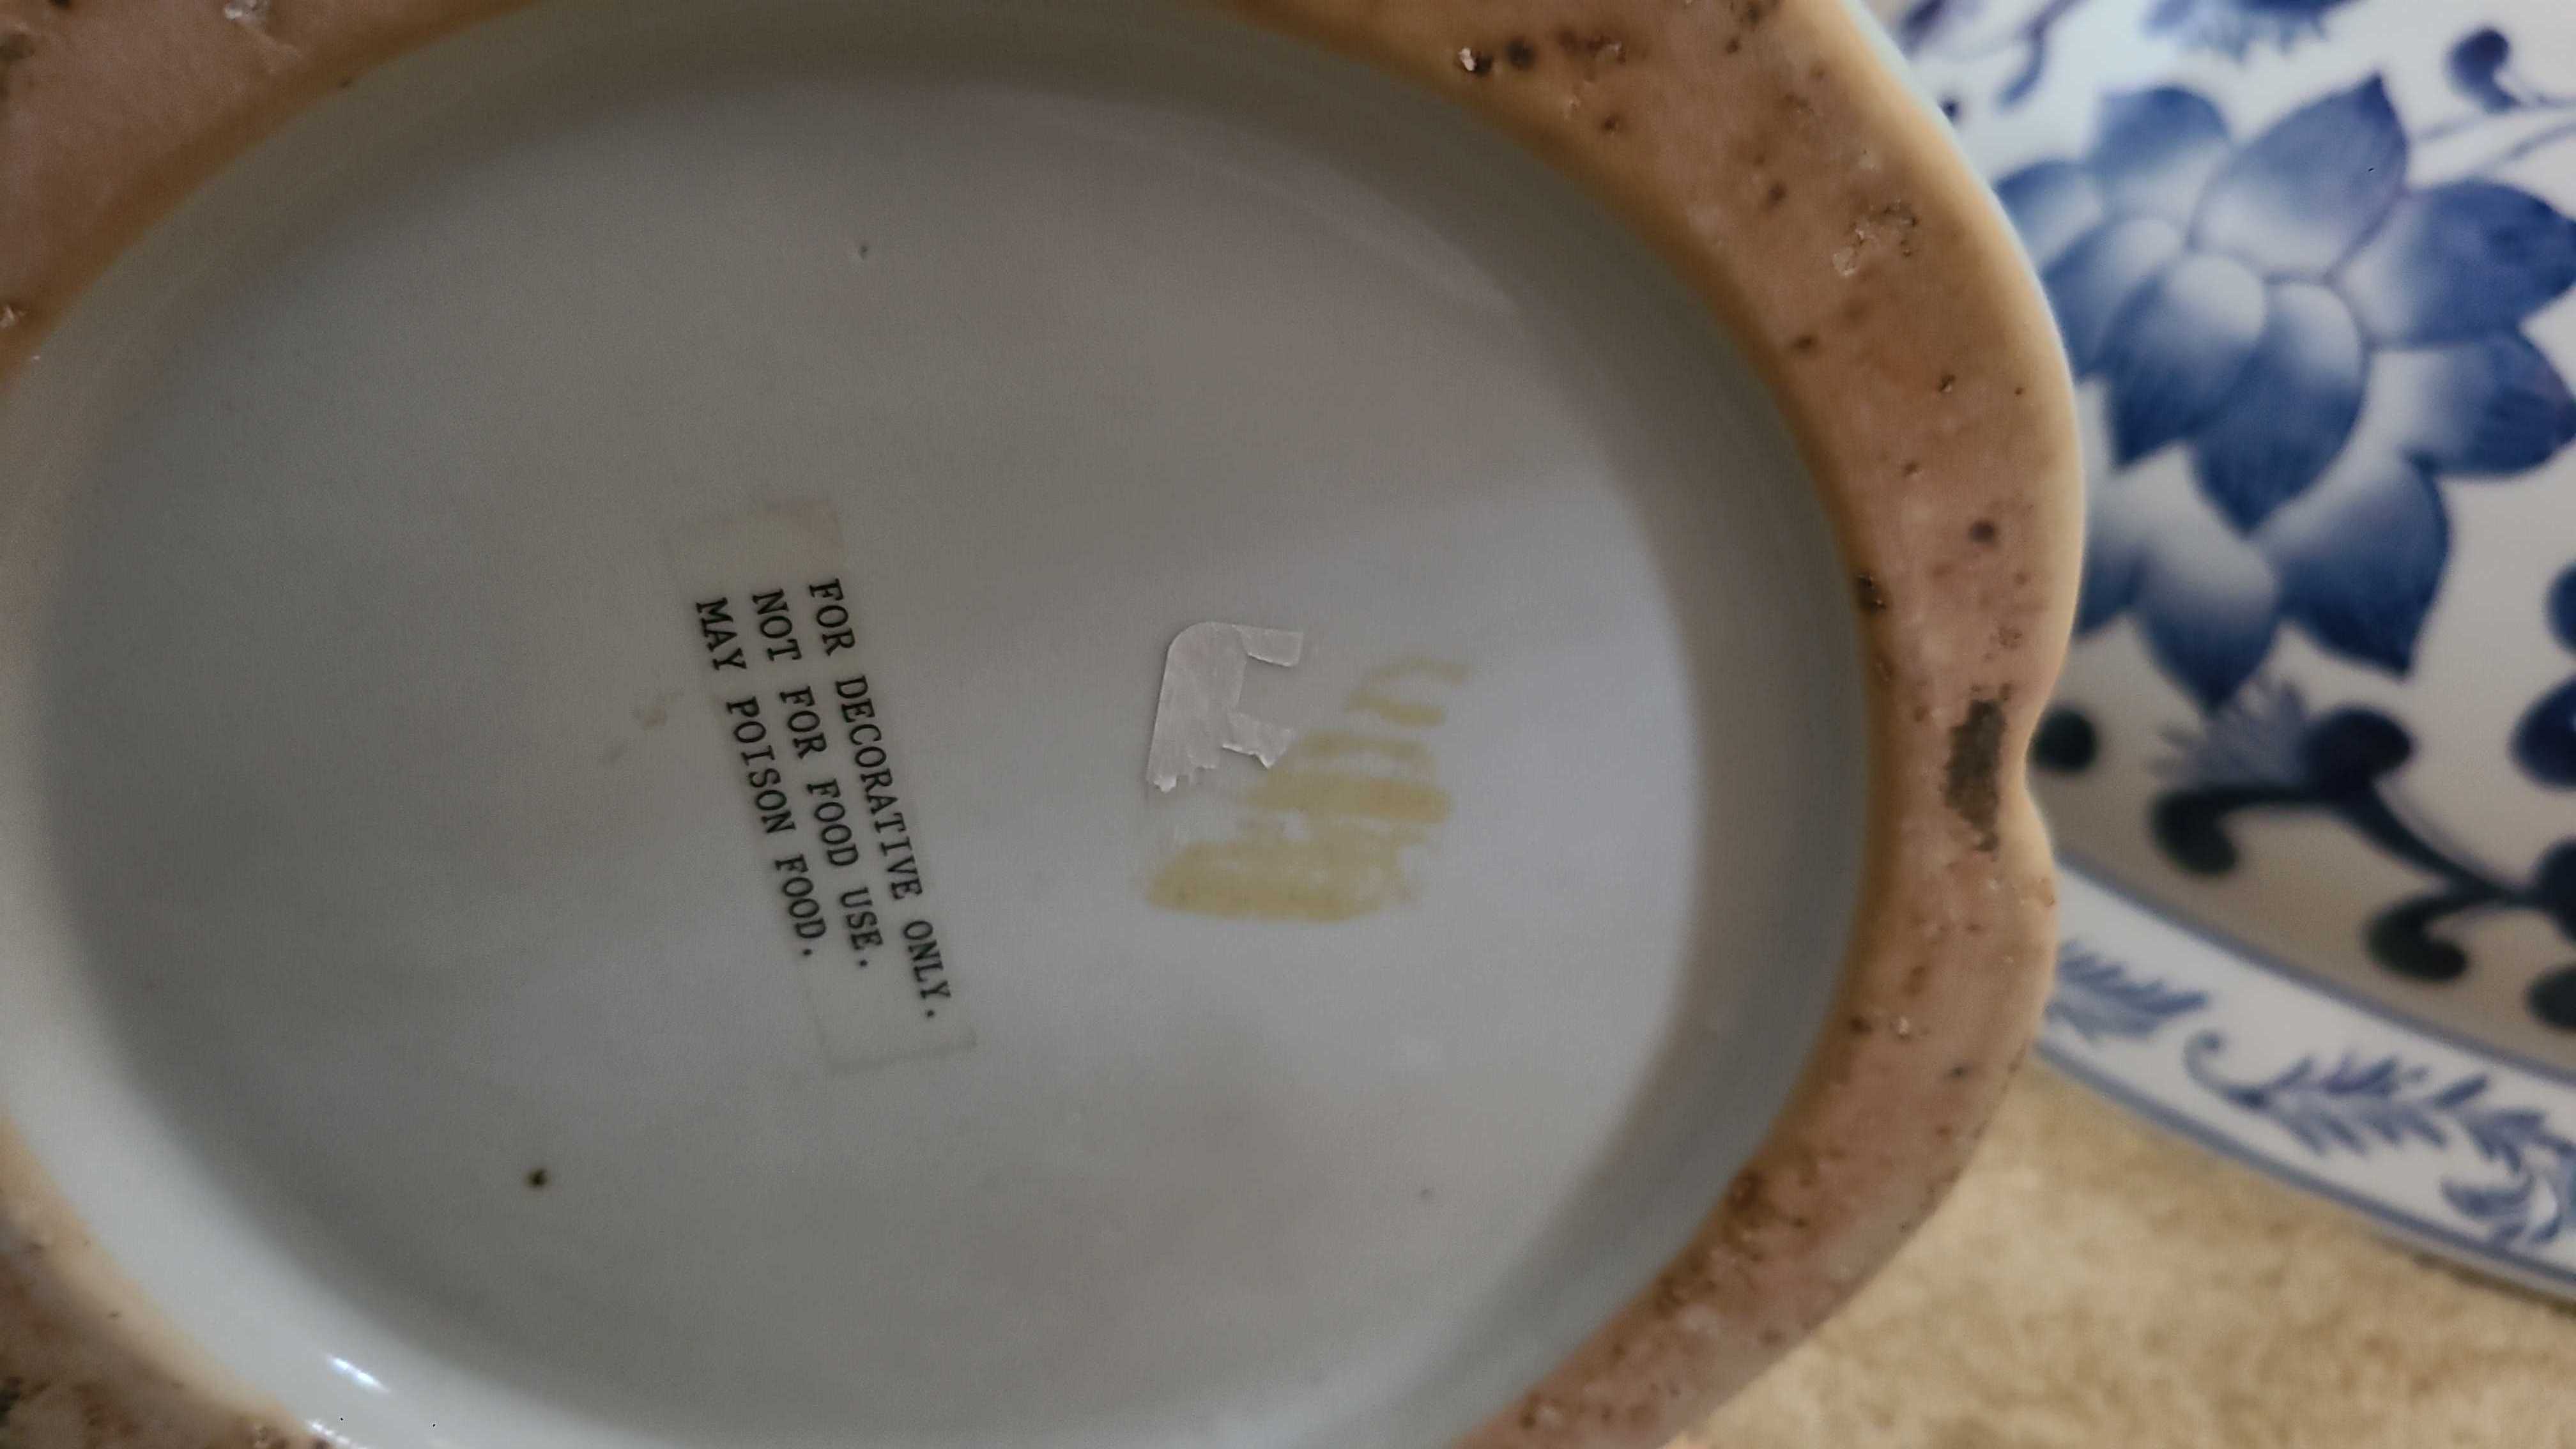 FOR DECORATIVE ONLY.
NOT FOR FOOD USE.
MAY POISON FOOD.